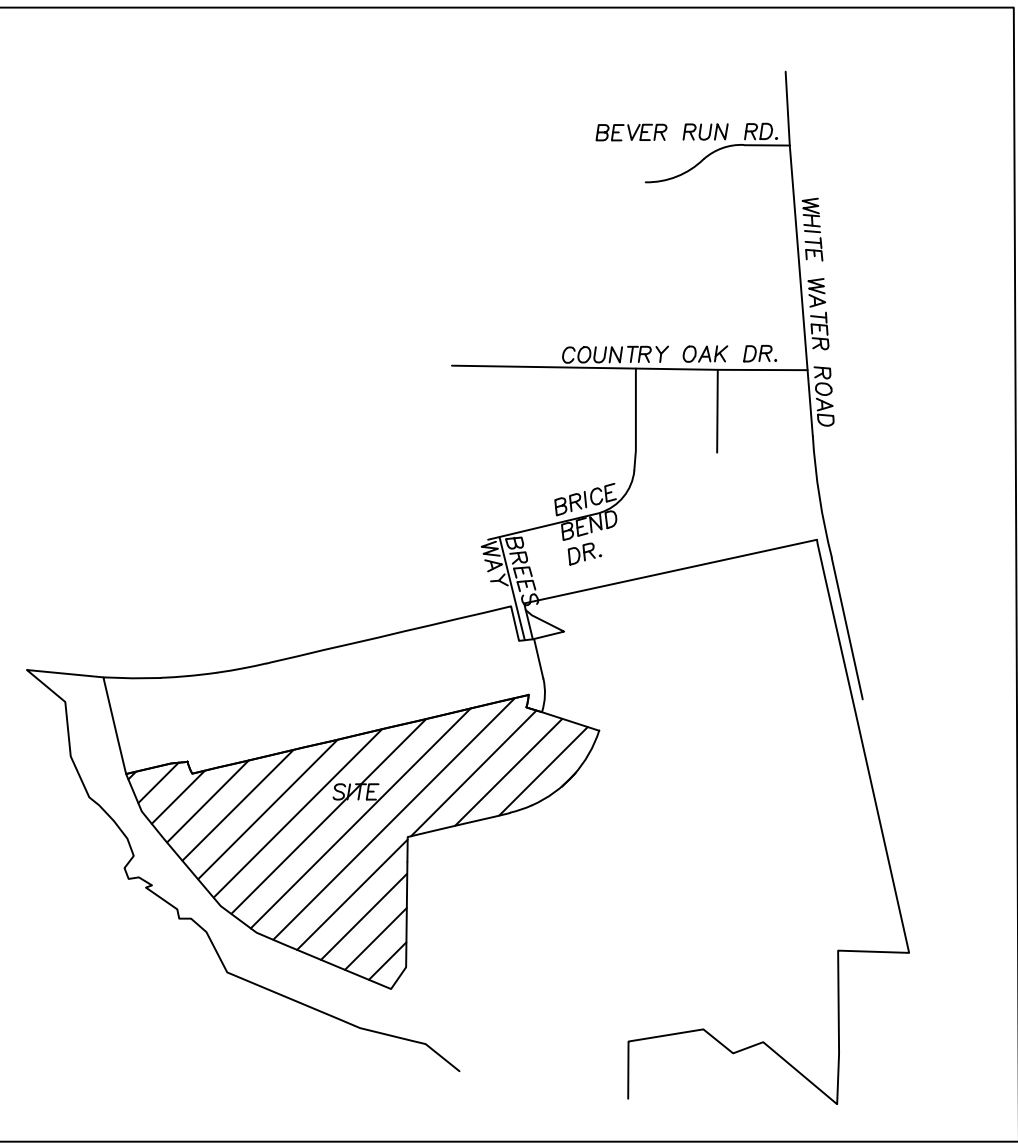 BEVER RUN RD.
WHITE WATER ROAD
COUNTRY OAK DR.
BRICE
BEND
DR.
BREES
WAY
SITE